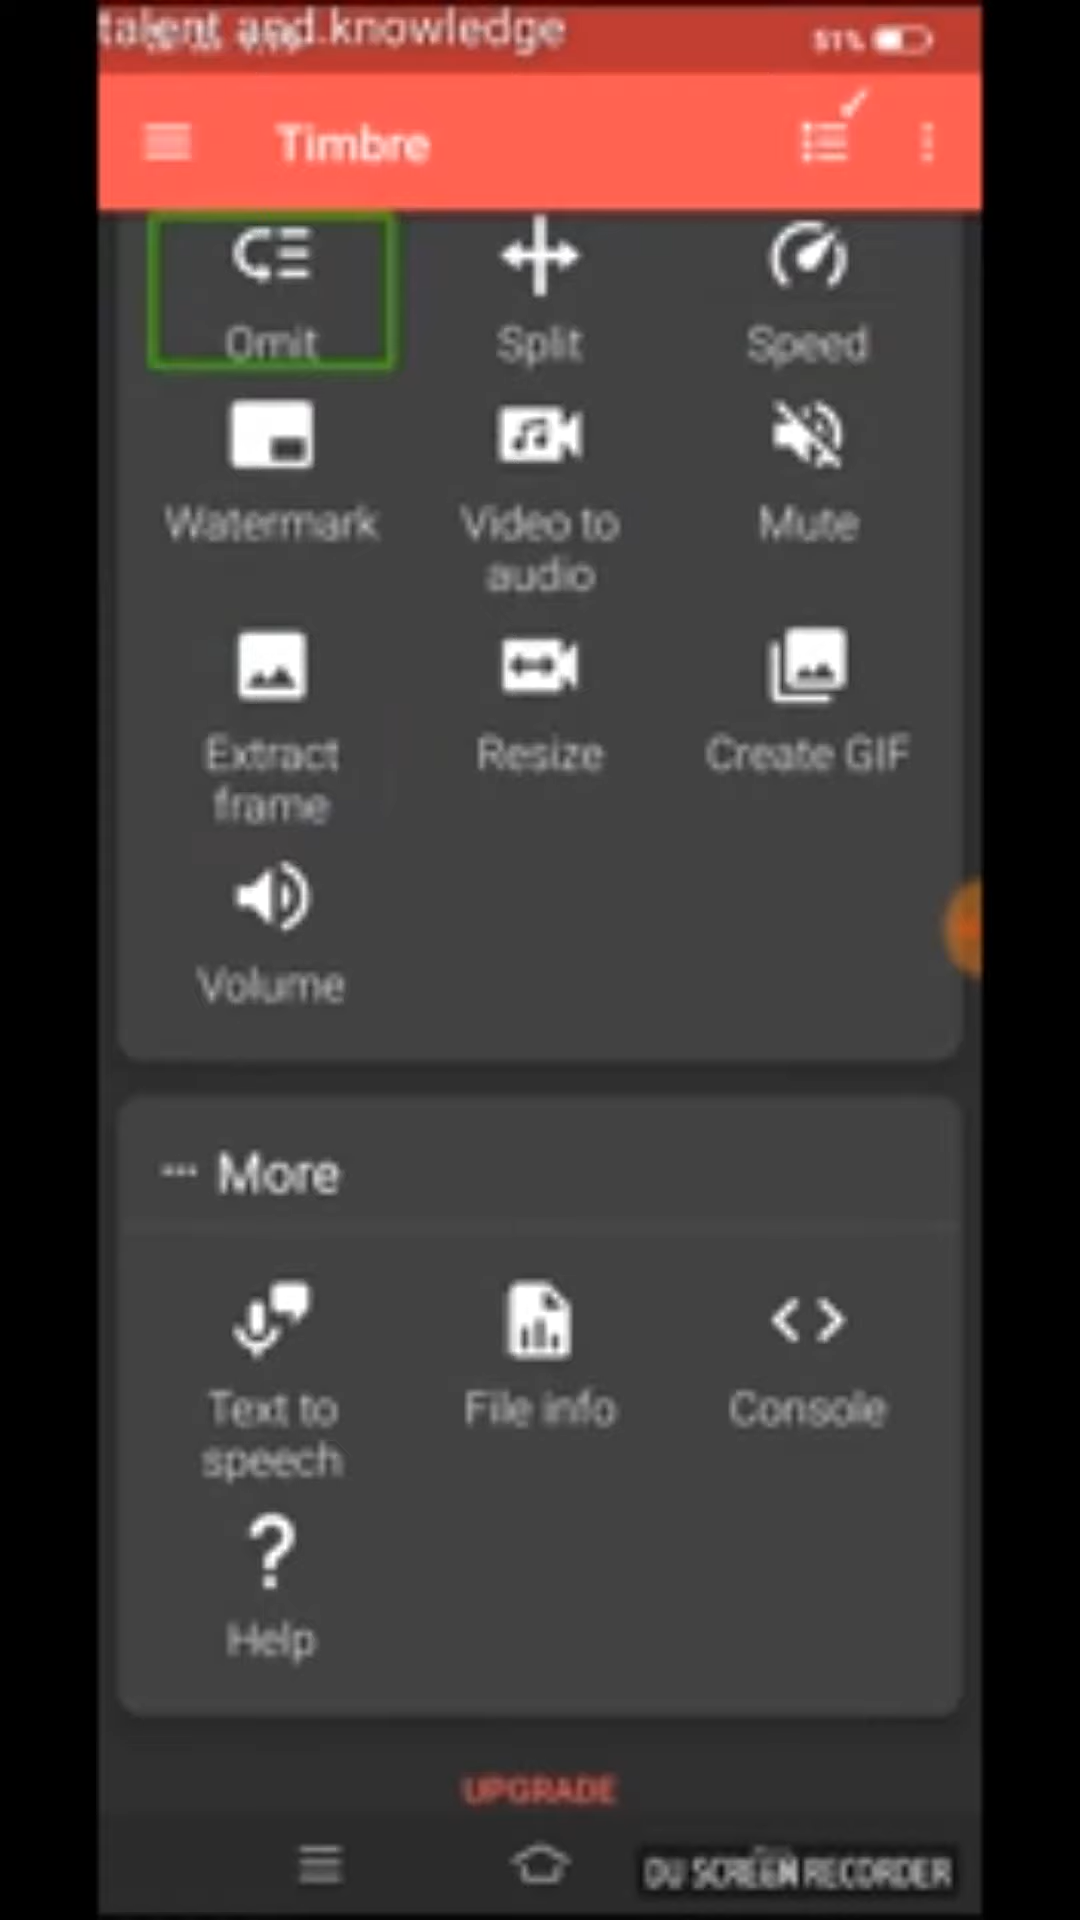 talent and.knowledge
51%
Timbre
Omit Split Speed
Watermark Video to Mute
audio
Extract Resize Create GIF
frame
Volume
More
Text to File info Console
speech
Help
UPGRADE
DU SCREEN RECORDER